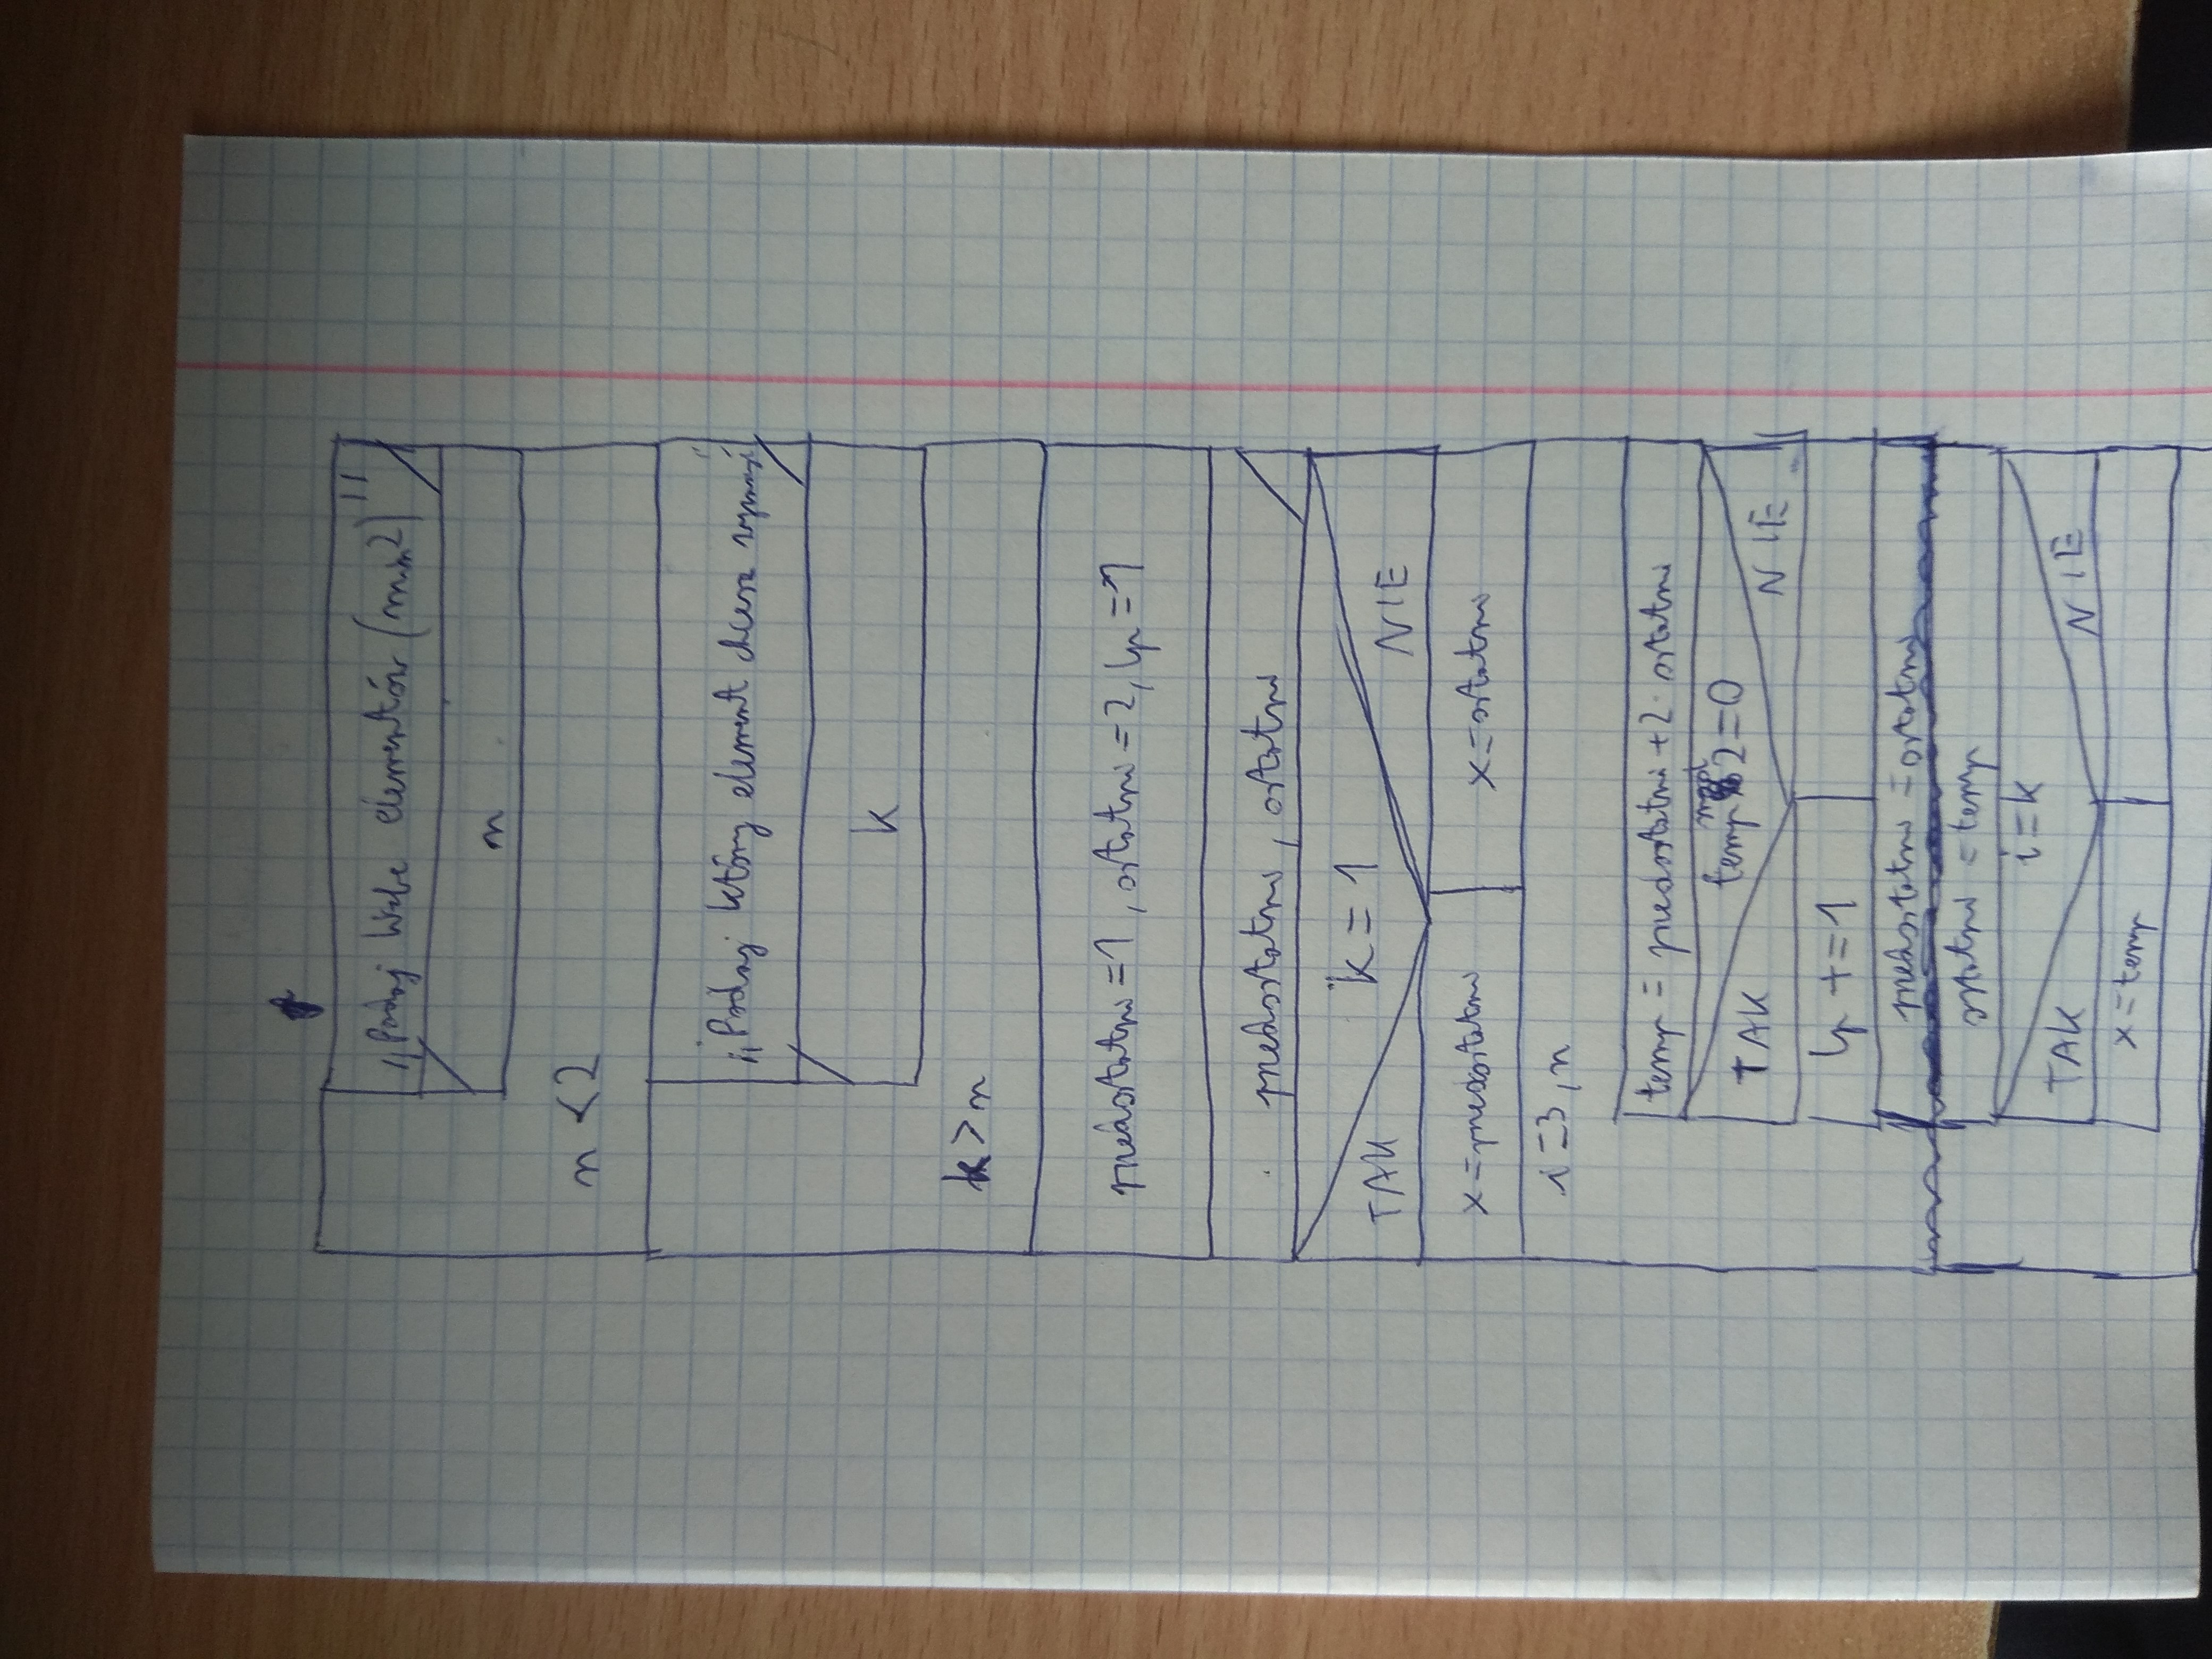 „Podaj liczbę elementów (min 2)"
n
n < 2
„Podaj który element chcesz
k
k > n
przedostatni = 1, ostatni = 2, lp = 1
przedostatni, ostatni
k = 1
TAK NIE
x = przedostatni x = ostatni
i = 3, n
temp = przedostatni + 2 · ostatni
temp mod 2 = 0
TAK NIE
lp += 1
przedostatni = ostatni
ostatni = temp
i = k
TAK NIE
x = temp